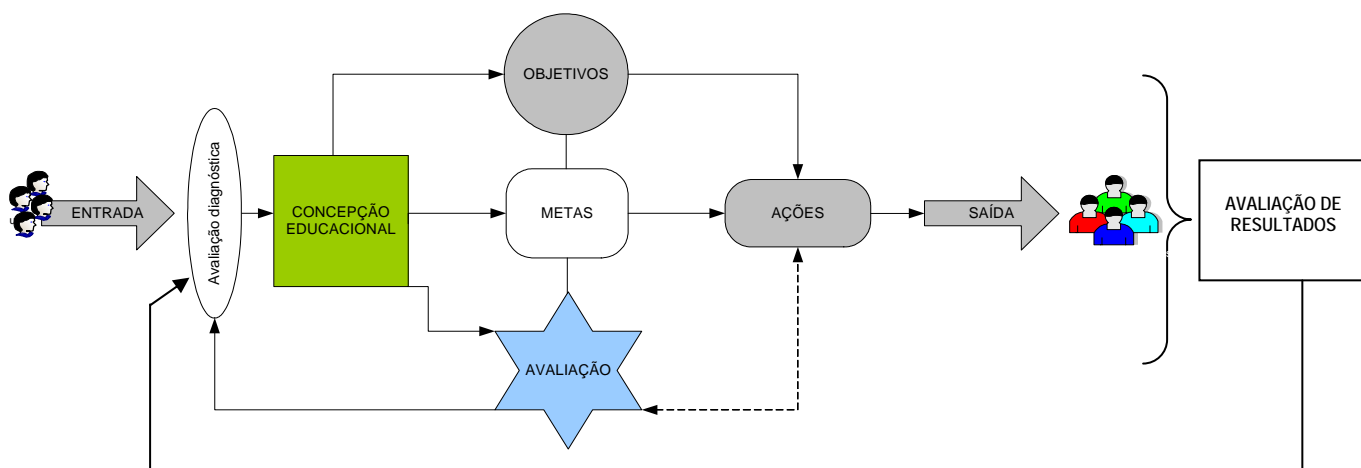 OBJETIVOS
ENTRADA
Avaliação diagnóstica
CONCEPÇÃO
EDUCACIONAL
METAS
AÇÕES
SAÍDA
AVALIAÇÃO DE
RESULTADOS
AVALIAÇÃO